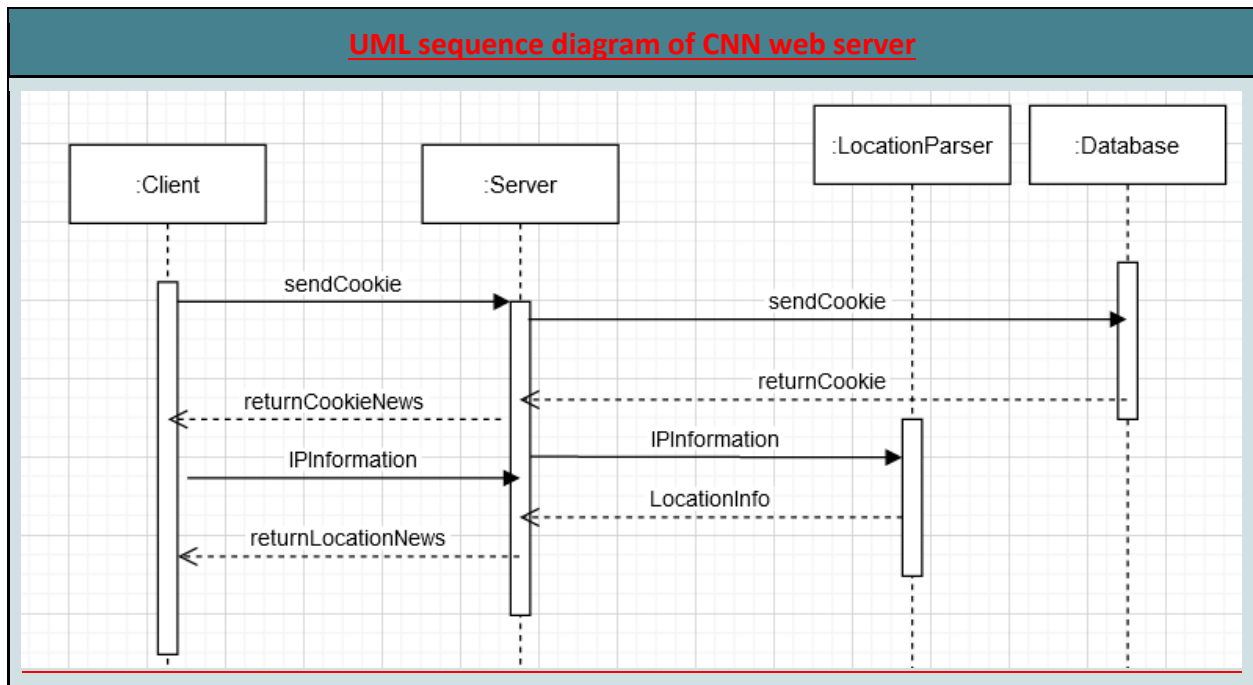 UML sequence diagram of CNN web server
:LocationParser
:Database
:Client
:Server
sendCookie
sendCookie
returnCookie
returnCookieNews
IPInformation
IPInformation
LocationInfo
returnLocationNews